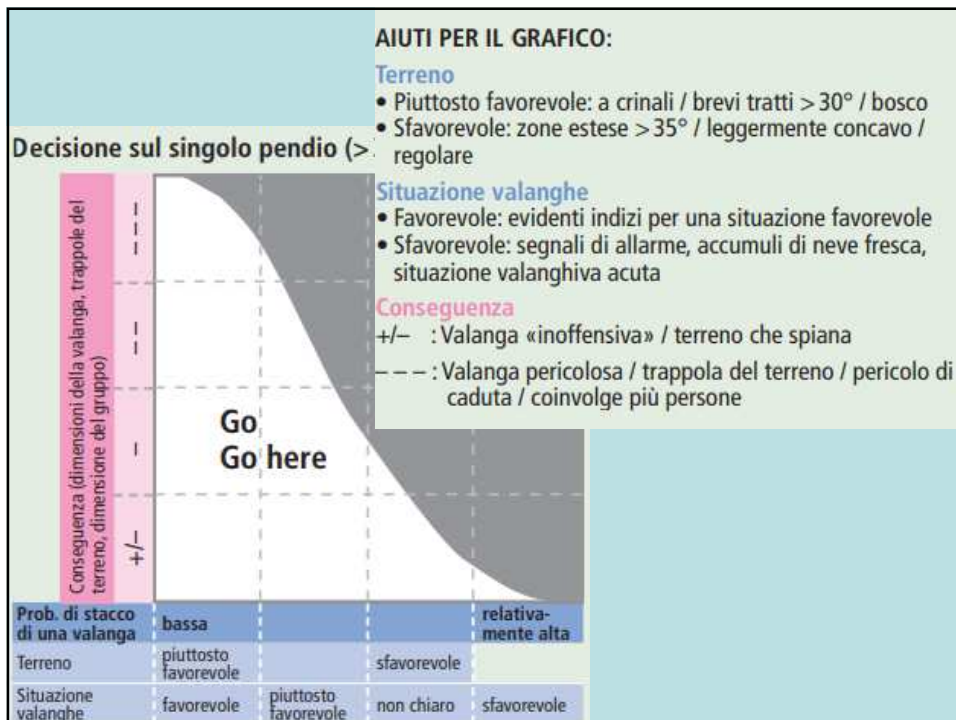 AIUTI PER IL GRAFICO:
Terreno
• Piuttosto favorevole: a crinali / brevi tratti >30° / bosco
• Sfavorevole: zone estese >35° / leggermente concavo /
regolare
Situazione valanghe
• Favorevole: evidenti indizi per una situazione favorevole
• Sfavorevole: segnali di allarme, accumuli di neve fresca,
situazione valanghiva acuta
Conseguenza
+/– : Valanga «inoffensiva» / terreno che spiana
– – – : Valanga pericolosa / trappola del terreno / pericolo di
caduta / coinvolge più persone
Decisione sul singolo pendio (>
Conseguenza (dimensioni della valanga, trappole del
terreno, dimensione del gruppo)
– – –
– –
–
+/–
Go
Go here
Prob. di stacco
di una valanga
bassa
relativa-
mente alta
Terreno
piuttosto
favorevole
sfavorevole
Situazione
valanghe
favorevole
piuttosto
favorevole
non chiaro
sfavorevole